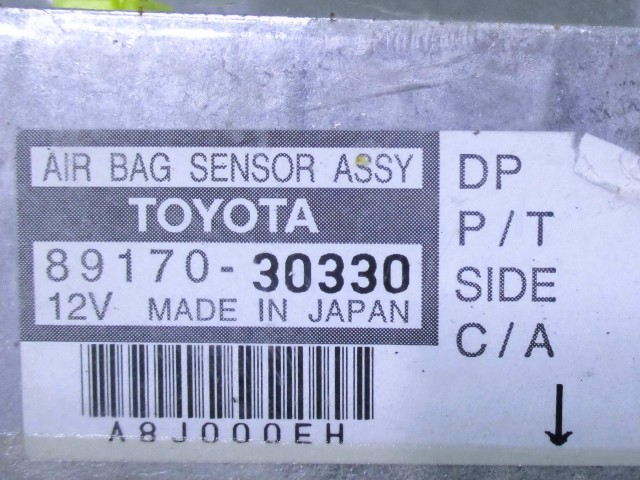 AIR BAG SENSOR ASSY
TOYOTA
89170-30330
12V MADE IN JAPAN
A8J000EH
DP
P/T
SIDE
C/A
↓